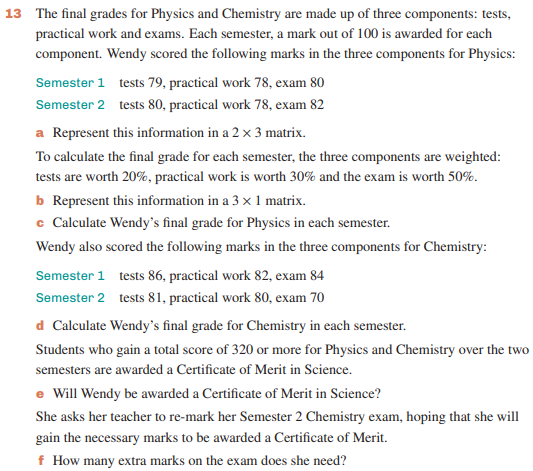 13 The final grades for Physics and Chemistry are made up of three components: tests,
practical work and exams. Each semester, a mark out of 100 is awarded for each
component. Wendy scored the following marks in the three components for Physics:
Semester 1 tests 79, practical work 78, exam 80
Semester 2 tests 80, practical work 78, exam 82
a Represent this information in a 2 × 3 matrix.
To calculate the final grade for each semester, the three components are weighted:
tests are worth 20%, practical work is worth 30% and the exam is worth 50%.
b Represent this information in a 3 × 1 matrix.
c Calculate Wendy's final grade for Physics in each semester.
Wendy also scored the following marks in the three components for Chemistry:
Semester 1 tests 86, practical work 82, exam 84
Semester 2 tests 81, practical work 80, exam 70
d Calculate Wendy's final grade for Chemistry in each semester.
Students who gain a total score of 320 or more for Physics and Chemistry over the two
semesters are awarded a Certificate of Merit in Science.
e Will Wendy be awarded a Certificate of Merit in Science?
She asks her teacher to re-mark her Semester 2 Chemistry exam, hoping that she will
gain the necessary marks to be awarded a Certificate of Merit.
f How many extra marks on the exam does she need?